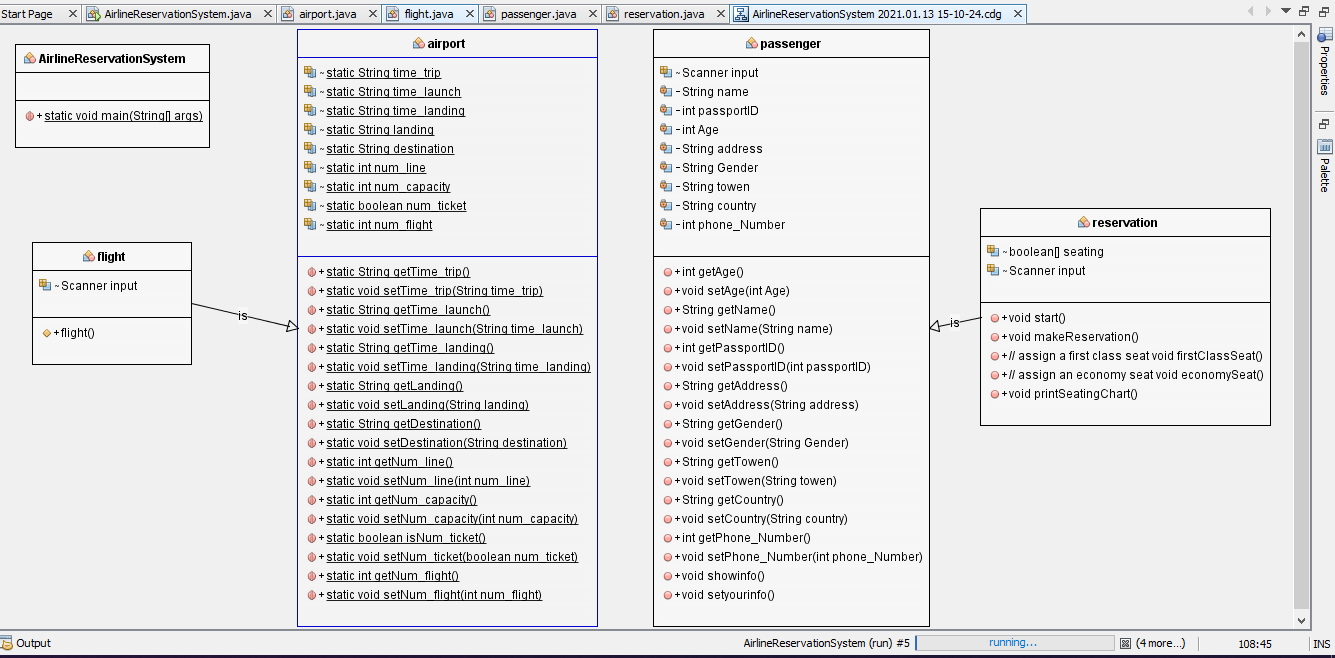 Start Page
AirlineReservationSystem.java
airport.java
flight.java
passenger.java
reservation.java
AirlineReservationSystem 2021.01.13 15-10-24.cdg
AirlineReservationSystem
+static void main(String[] args)
flight
~Scanner input
+flight()
is
airport
~static String time_trip
~static String time_launch
~static String time_landing
~static String landing
~static String destination
~static int num_line
~static int num_capacity
~static boolean num_ticket
~static int num_flight
+static String getTime_trip()
+static void setTime_trip(String time_trip)
+static String getTime_launch()
+static void setTime_launch(String time_launch)
+static String getTime_landing()
+static void setTime_landing(String time_landing)
+static String getLanding()
+static void setLanding(String landing)
+static String getDestination()
+static void setDestination(String destination)
+static int getNum_line()
+static void setNum_line(int num_line)
+static int getNum_capacity()
+static void setNum_capacity(int num_capacity)
+static boolean isNum_ticket()
+static void setNum_ticket(boolean num_ticket)
+static int getNum_flight()
+static void setNum_flight(int num_flight)
passenger
~Scanner input
-String name
-int passportID
-int Age
-String address
-String Gender
-String towen
-String country
-int phone_Number
+int getAge()
+void setAge(int Age)
+String getName()
+void setName(String name)
+int getPassportID()
+void setPassportID(int passportID)
+String getAddress()
+void setAddress(String address)
+String getGender()
+void setGender(String Gender)
+String getTowen()
+void setTowen(String towen)
+String getCountry()
+void setCountry(String country)
+int getPhone_Number()
+void setPhone_Number(int phone_Number)
+void showinfo()
+void setyourinfo()
is
reservation
~boolean[] seating
~Scanner input
+void start()
+void makeReservation()
+// assign a first class seat void firstClassSeat()
+// assign an economy seat void economySeat()
+void printSeatingChart()
Properties
Palette
Output
AirlineReservationSystem (run) #5
running...
(4 more...)
108:45
INS